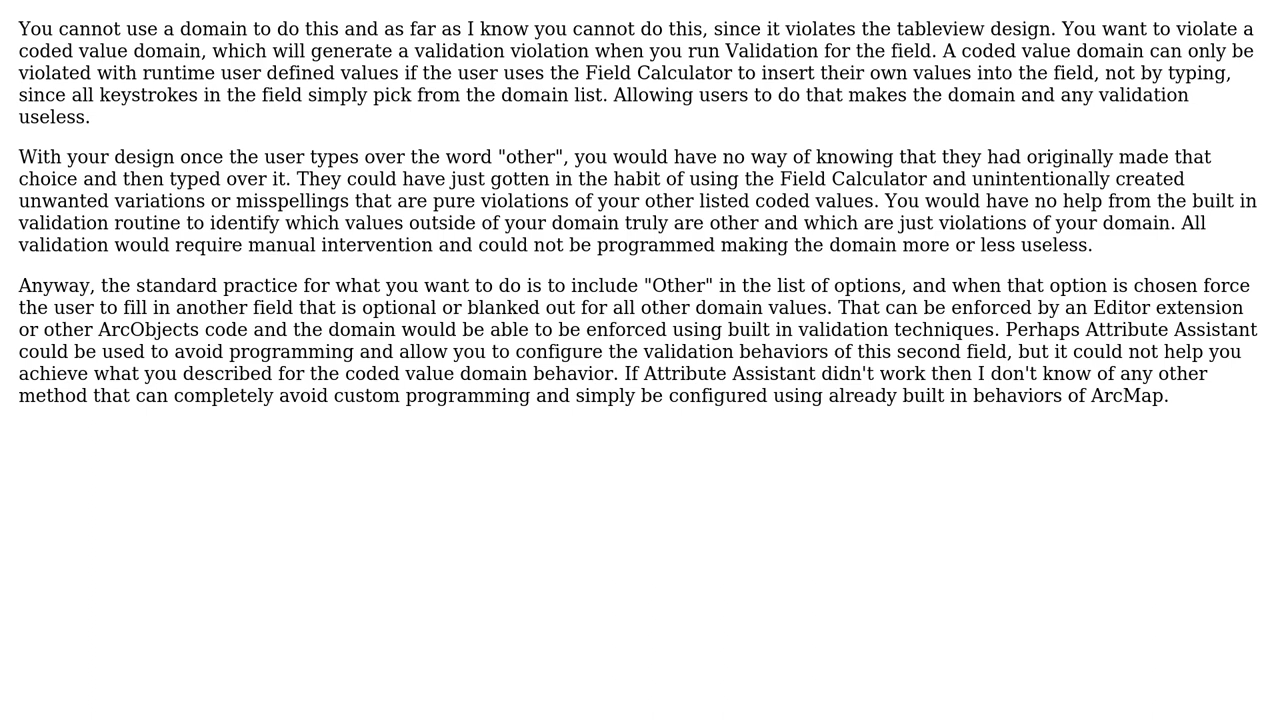 You cannot use a domain to do this and as far as I know you cannot do this, since it violates the tableview design. You want to violate a
coded value domain, which will generate a validation violation when you run Validation for the field. A coded value domain can only be
violated with runtime user defined values if the user uses the Field Calculator to insert their own values into the field, not by typing,
since all keystrokes in the field simply pick from the domain list. Allowing users to do that makes the domain and any validation
useless.
With your design once the user types over the word "other", you would have no way of knowing that they had originally made that
choice and then typed over it. They could have just gotten in the habit of using the Field Calculator and unintentionally created
unwanted variations or misspellings that are pure violations of your other listed coded values. You would have no help from the built in
validation routine to identify which values outside of your domain truly are other and which are just violations of your domain. All
validation would require manual intervention and could not be programmed making the domain more or less useless.
Anyway, the standard practice for what you want to do is to include "Other" in the list of options, and when that option is chosen force
the user to fill in another field that is optional or blanked out for all other domain values. That can be enforced by an Editor extension
or other ArcObjects code and the domain would be able to be enforced using built in validation techniques. Perhaps Attribute Assistant
could be used to avoid programming and allow you to configure the validation behaviors of this second field, but it could not help you
achieve what you described for the coded value domain behavior. If Attribute Assistant didn't work then I don't know of any other
method that can completely avoid custom programming and simply be configured using already built in behaviors of ArcMap.